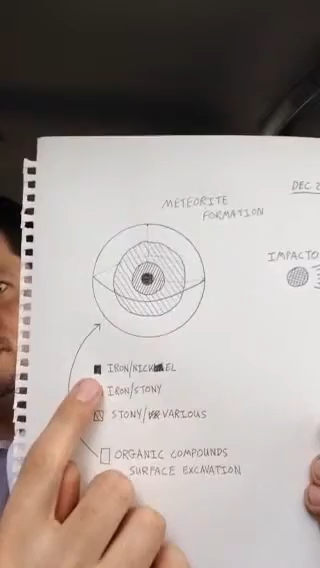 DEC 2
METEORITE
FORMATION
IMPACTO
IRON/NICKEL
IRON/STONY
STONY/VARIOUS
ORGANIC COMPOUNDS
SURFACE EXCAVATION